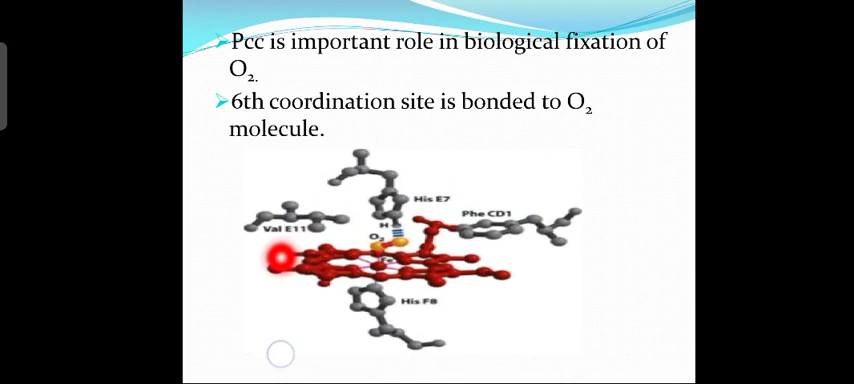 Pcc is important role in biological fixation of
O₂.
6th coordination site is bonded to O₂
molecule.
His E7
Phe CD1
Val E11
H
O₂
Fe
His F8